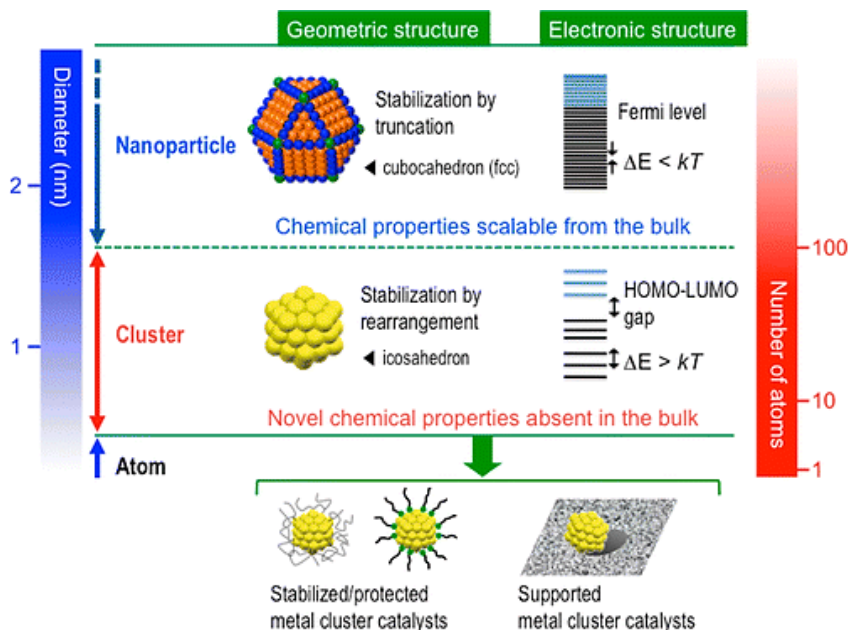 Geometric structure
Electronic structure
Diameter (nm)
2
1
Nanoparticle
Stabilization by
truncation
◄ cubocahedron (fcc)
Fermi level
ΔE < kT
Chemical properties scalable from the bulk
Cluster
Stabilization by
rearrangement
◄ icosahedron
HOMO-LUMO
gap
ΔE > kT
Novel chemical properties absent in the bulk
Atom
Number of atoms
100
10
1
Stabilized/protected
metal cluster catalysts
Supported
metal cluster catalysts